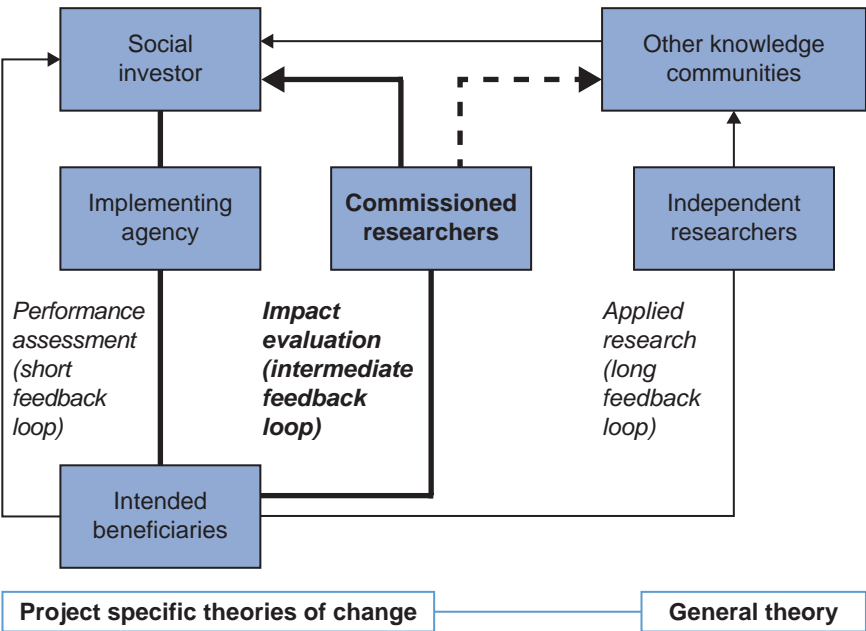 Social
investor
Other knowledge
communities
Implementing
agency
Commissioned
researchers
Independent
researchers
Performance
assessment
(short
feedback
loop)
Impact
evaluation
(intermediate
feedback
loop)
Applied
research
(long
feedback
loop)
Intended
beneficiaries
Project specific theories of change
General theory